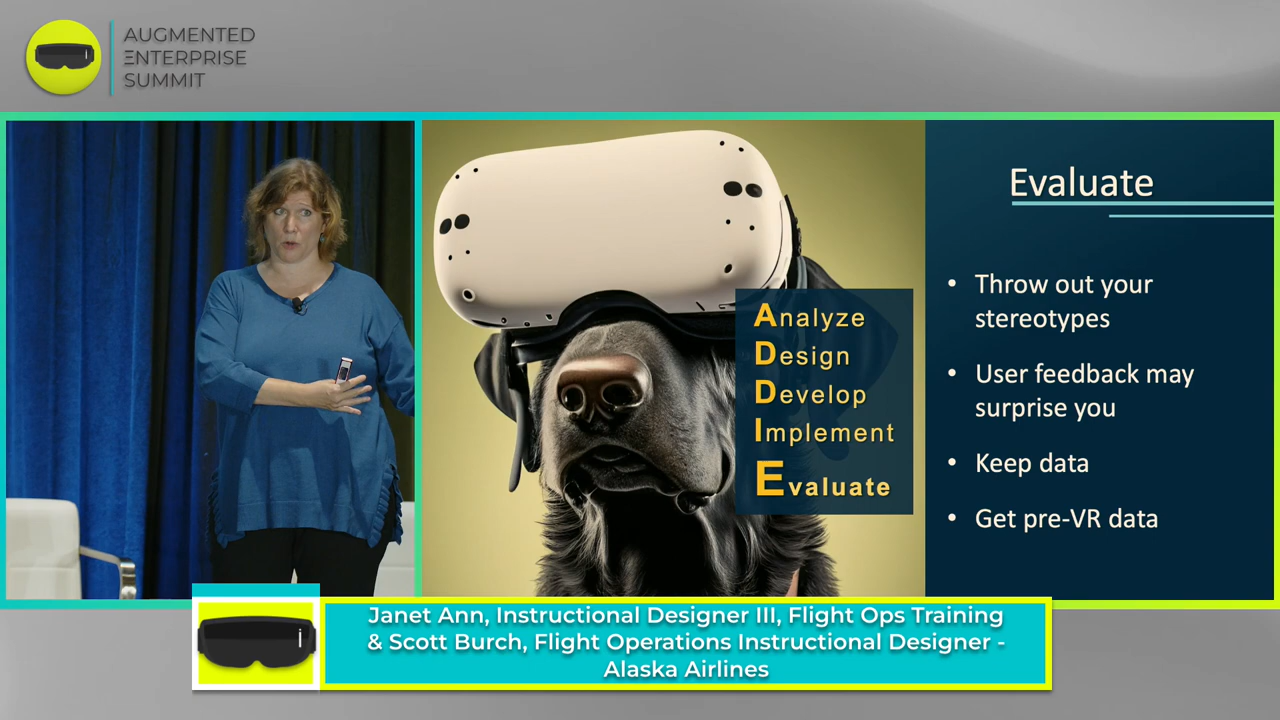 AUGMENTED
ENTERPRISE
SUMMIT
Analyze
Design
Develop
Implement
Evaluate
Evaluate
• Throw out your
stereotypes
• User feedback may
surprise you
• Keep data
• Get pre-VR data
Janet Ann, Instructional Designer III, Flight Ops Training
& Scott Burch, Flight Operations Instructional Designer -
Alaska Airlines